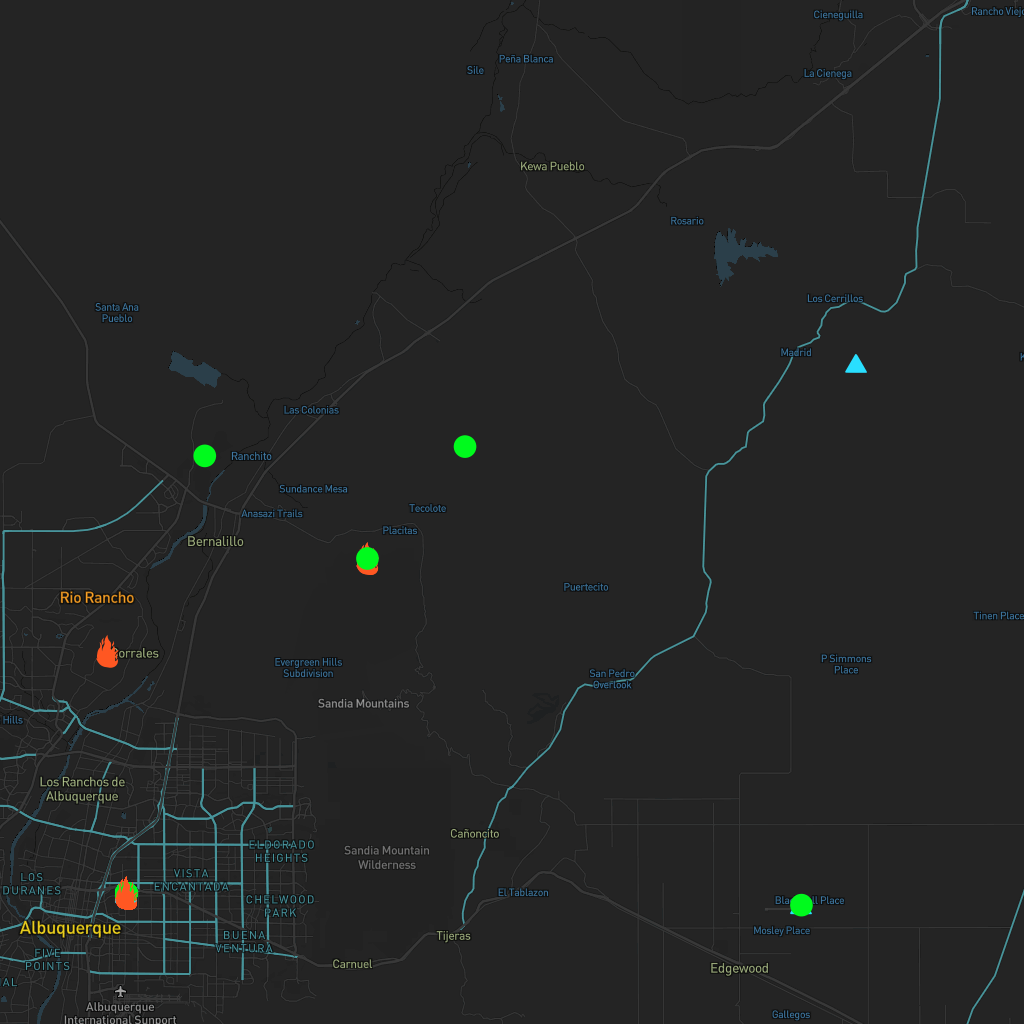 Cieneguilla
Rancho Viejo
Peña Blanca
Sile
La Cienega
Kewa Pueblo
Rosario
Los Cerrillos
Santa Ana
Pueblo
Madrid
Las Colonias
Ranchito
Sundance Mesa
Tecolote
Anasazi Trails
Placitas
Bernalillo
Puertecito
Rio Rancho
Tinen Place
Corrales
P Simmons
Place
Evergreen Hills
Subdivision
San Pedro
Overlook
Sandia Mountains
Hills
Los Ranchos de
Albuquerque
Cañoncito
ELDORADO
HEIGHTS
Sandia Mountain
Wilderness
VISTA
ENCANTADA
LOS
DURANES
El Tablazon
CHELWOOD
PARK
Place
Albuquerque
Mosley Place
BUENA
VENTURA
Tijeras
FIVE
POINTS
Carnuel
Edgewood
AL
Albuquerque
International Sunport
Gallegos